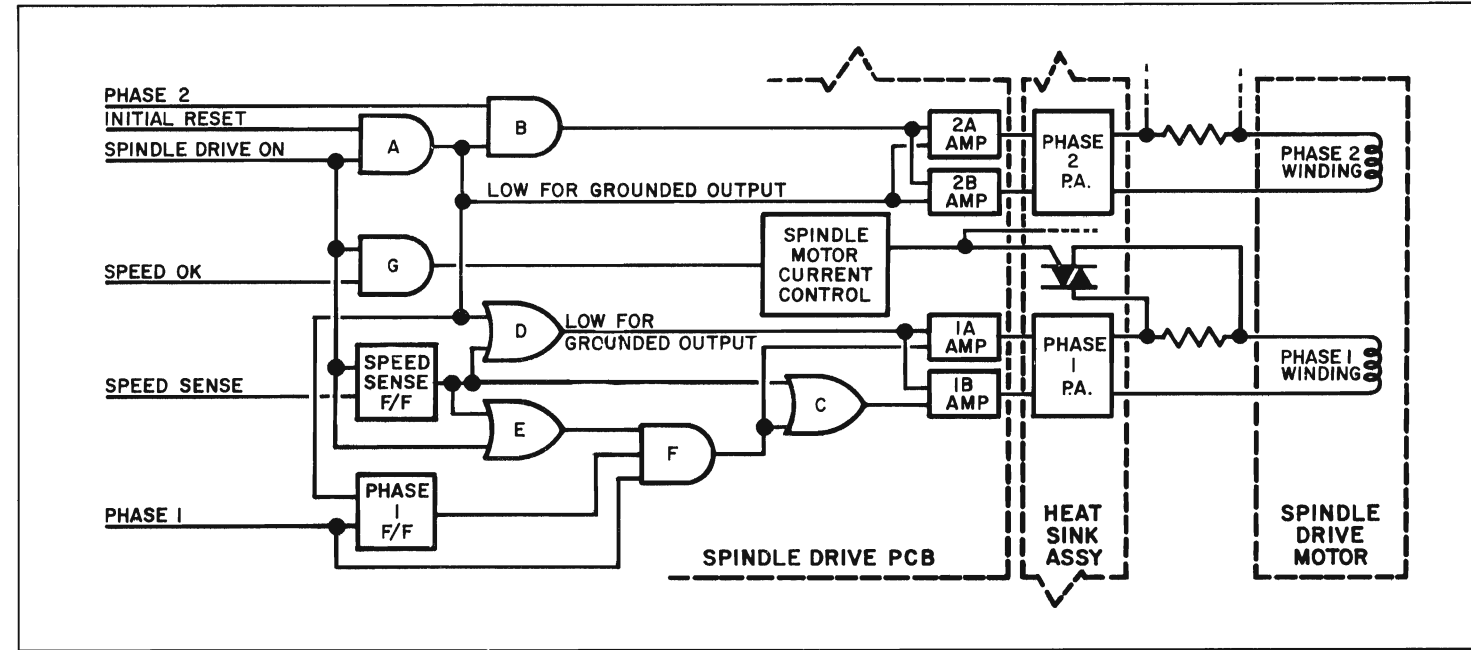 PHASE 2
INITIAL RESET
SPINDLE DRIVE ON
A
B
LOW FOR GROUNDED OUTPUT
2A
AMP
2B
AMP
PHASE
2
P.A.
PHASE 2
WINDING
SPEED OK
G
SPINDLE
MOTOR
CURRENT
CONTROL
D
LOW FOR
GROUNDED OUTPUT
1A
AMP
1B
AMP
PHASE
1
P.A.
PHASE 1
WINDING
SPEED SENSE
SPEED
SENSE
F/F
E
F
C
PHASE 1
PHASE
1
F/F
SPINDLE DRIVE PCB
HEAT
SINK
ASSY
SPINDLE
DRIVE
MOTOR